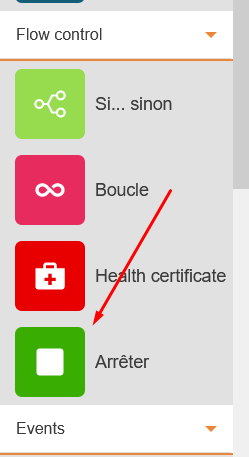 Flow control
Si... sinon
Boucle
Health certificate
Arrêter
Events